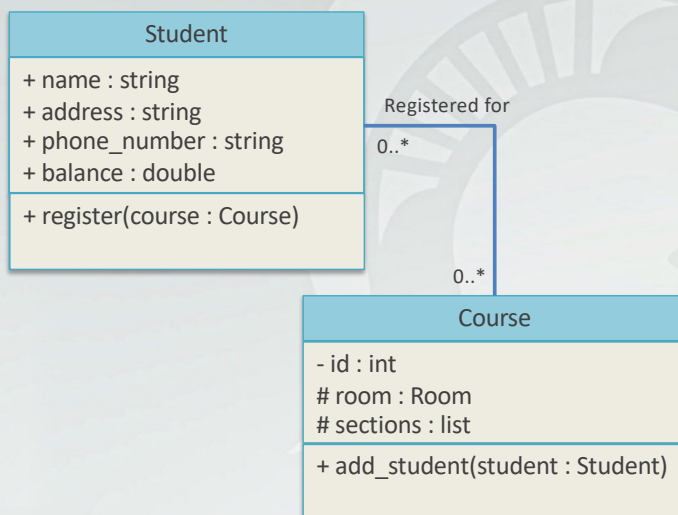 Student
+ name : string
+ address : string
+ phone_number : string
+ balance : double
+ register(course : Course)
Registered for
0..*
0..*
Course
- id : int
# room : Room
# sections : list
+ add_student(student : Student)